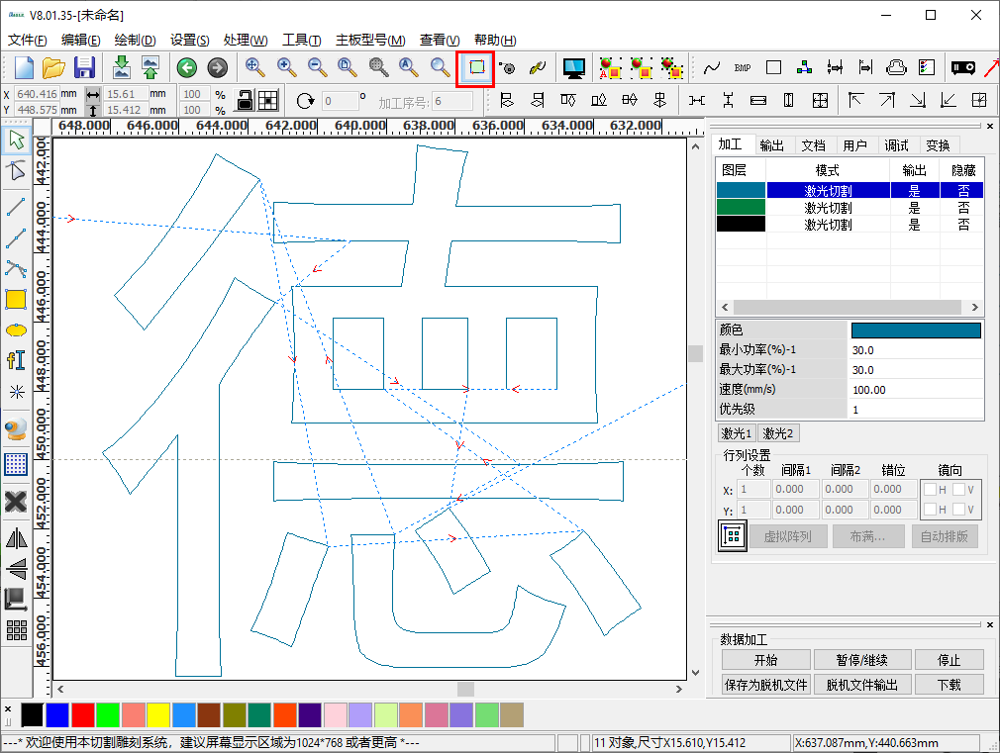 V8.01.35-[未命名]
文件(F) 编辑(E) 绘制(D) 设置(S) 处理(W) 工具(T) 主板型号(M) 查看(V) 帮助(H)
BMP
X 640.416 mm 15.61 mm 100 %
Y 448.575 mm 15.412 mm 100 %
0 ° 加工序号: 6
648.000 646.000 644.000 642.000 640.000 638.000 636.000 634.000 632.000
442.000
444.000
446.000
448.000
450.000
452.000
454.000
456.000
德
加工 输出 文档 用户 调试 变换
图层 模式 输出 隐藏
激光切割 是 否
激光切割 是 否
激光切割 是 否
颜色
最小功率(%)-1 30.0
最大功率(%)-1 30.0
速度(mm/s) 100.00
优先级 1
激光1 激光2
行列设置
个数 间隔1 间隔2 错位 镜向
X: 1 0.000 0.000 0.000 H V
Y: 1 0.000 0.000 0.000 H V
虚拟阵列 布满... 自动排版
数据加工
开始 暂停/继续 停止
保存为脱机文件 脱机文件输出 下载
---* 欢迎使用本切割雕刻系统，建议屏幕显示区域为1024*768 或者更高 *---
11 对象,尺寸X15.610,Y15.412
X:637.087mm,Y:440.663mm